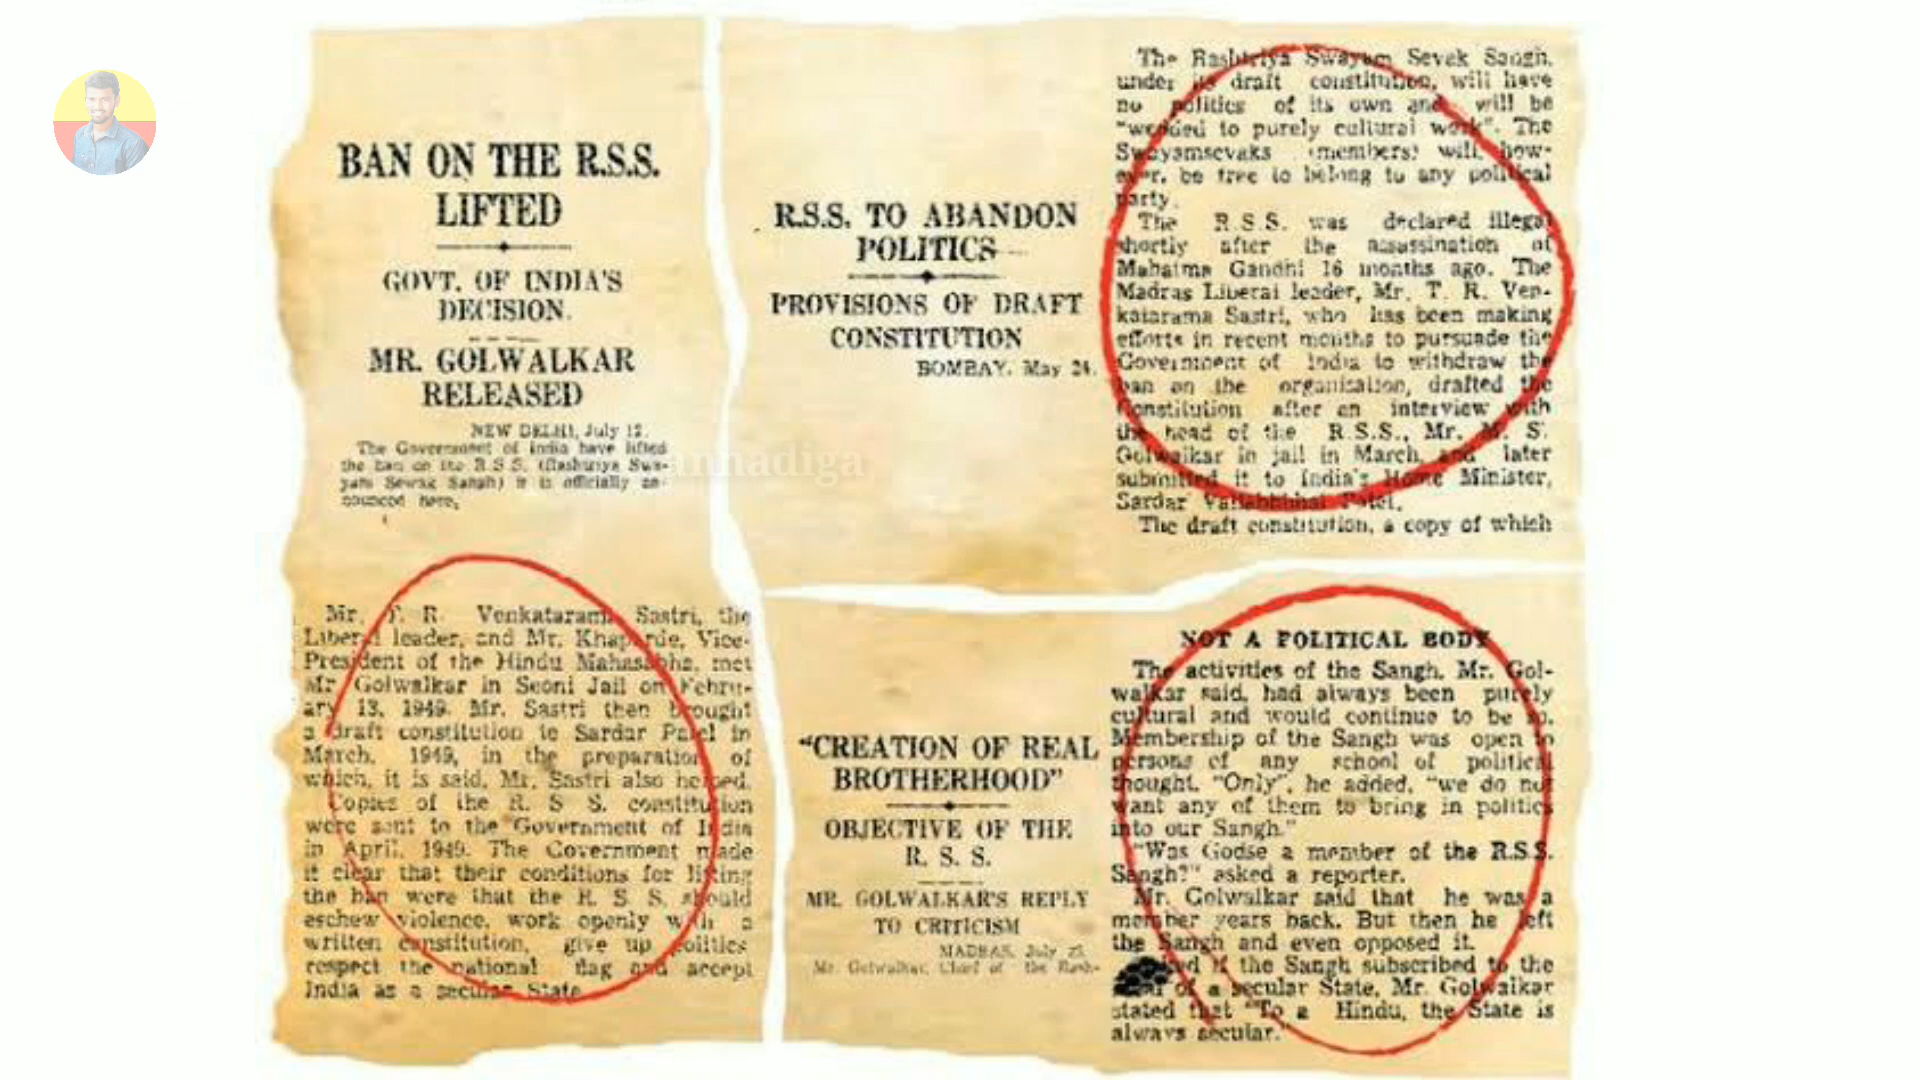 BAN ON THE R.S.S.
LIFTED
GOVT. OF INDIA'S
DECISION.
MR. GOLWALKAR
RELEASED
NEW DELHI, July 12.
The Government of India have lifted
the ban on the R.S.S. (Rashtriya Swa-
yam Sewak Sangh) it is officially an-
nounced here.
Mr. T. R. Venkatarama Sastri, the
Liberal leader, and Mr. Khaparde, Vice-
President of the Hindu Mahasabha, met
Mr. Golwalkar in Seoni Jail on Febru-
ary 13, 1949. Mr. Sastri then brought
a draft constitution to Sardar Patel in
March, 1949, in the preparation of
which, it is said, Mr. Sastri also helped.
Copies of the R. S. S. constitution
were sent to the Government of India
in April, 1949. The Government made
it clear that their conditions for lifting
the ban were that the R. S. S. should
eschew violence, work openly with a
written constitution, give up politics
respect the national flag and accept
India as a secular State
R.S.S. TO ABANDON
POLITICS
PROVISIONS OF DRAFT
CONSTITUTION
BOMBAY, May 24.
The Rashtriya Swayam Sevak Sangh,
under its draft constitution, will have
no politics of its own and will be
"wedded to purely cultural work". The
Swayamsevaks (members) will, how-
ever, be free to belong to any political
party.
The R.S.S. was declared illegal
shortly after the assassination of
Mahatma Gandhi 16 months ago. The
Madras Liberal leader, Mr. T. R. Ven-
katarama Sastri, who has been making
efforts in recent months to pursuade the
Government of India to withdraw the
ban on the organisation, drafted the
Constitution after an interview with
the head of the R.S.S., Mr. M. S.
Golwalkar in jail in March, and later
submitted it to India's Home Minister,
Sardar Vallabhbhai Patel.
The draft constitution, a copy of which
annadiga
"CREATION OF REAL
BROTHERHOOD"
OBJECTIVE OF THE
R. S. S.
MR. GOLWALKAR'S REPLY
TO CRITICISM
MADRAS, July
Mr. Golwalkar, Chief of the Rash-
NOT A POLITICAL BODY
The activities of the Sangh, Mr. Gol-
walkar said, had always been purely
cultural and would continue to be so.
Membership of the Sangh was open to
persons of any school of political
thought. "Only", he added, "we do not
want any of them to bring in politics
into our Sangh."
"Was Godse a member of the R.S.S.
Sangh?" asked a reporter.
Mr. Golwalkar said that he was a
member years back. But then he left
the Sangh and even opposed it.
if the Sangh subscribed to the
of a secular State, Mr. Golwalkar
stated that "To a Hindu, the State is
always secular."